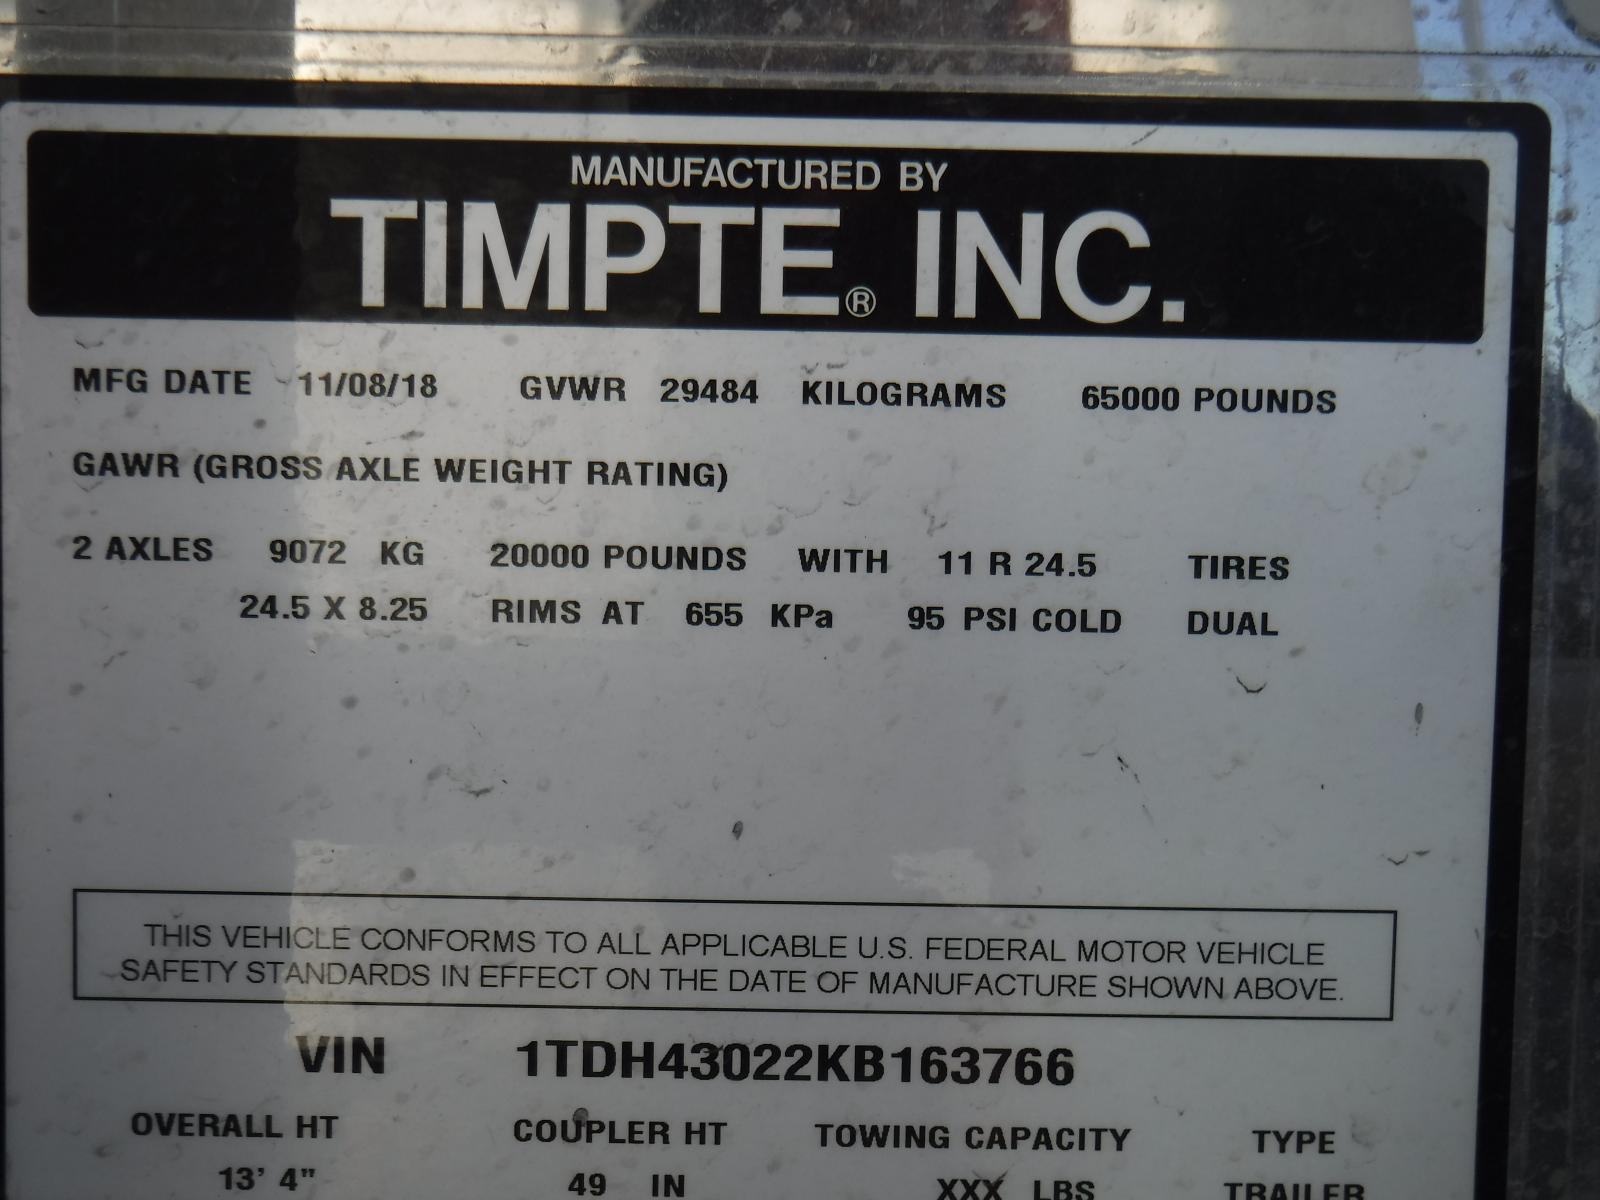 MANUFACTURED BY
TIMPTE® INC.
MFG DATE 11/08/18 GVWR 29484 KILOGRAMS 65000 POUNDS
GAWR (GROSS AXLE WEIGHT RATING)
2 AXLES 9072 KG 20000 POUNDS WITH 11 R 24.5 TIRES
24.5 X 8.25 RIMS AT 655 KPa 95 PSI COLD DUAL
THIS VEHICLE CONFORMS TO ALL APPLICABLE U.S. FEDERAL MOTOR VEHICLE
SAFETY STANDARDS IN EFFECT ON THE DATE OF MANUFACTURE SHOWN ABOVE.
VIN 1TDH43022KB163766
OVERALL HT COUPLER HT TOWING CAPACITY TYPE
13' 4" 49 IN XXX LBS TRAILER